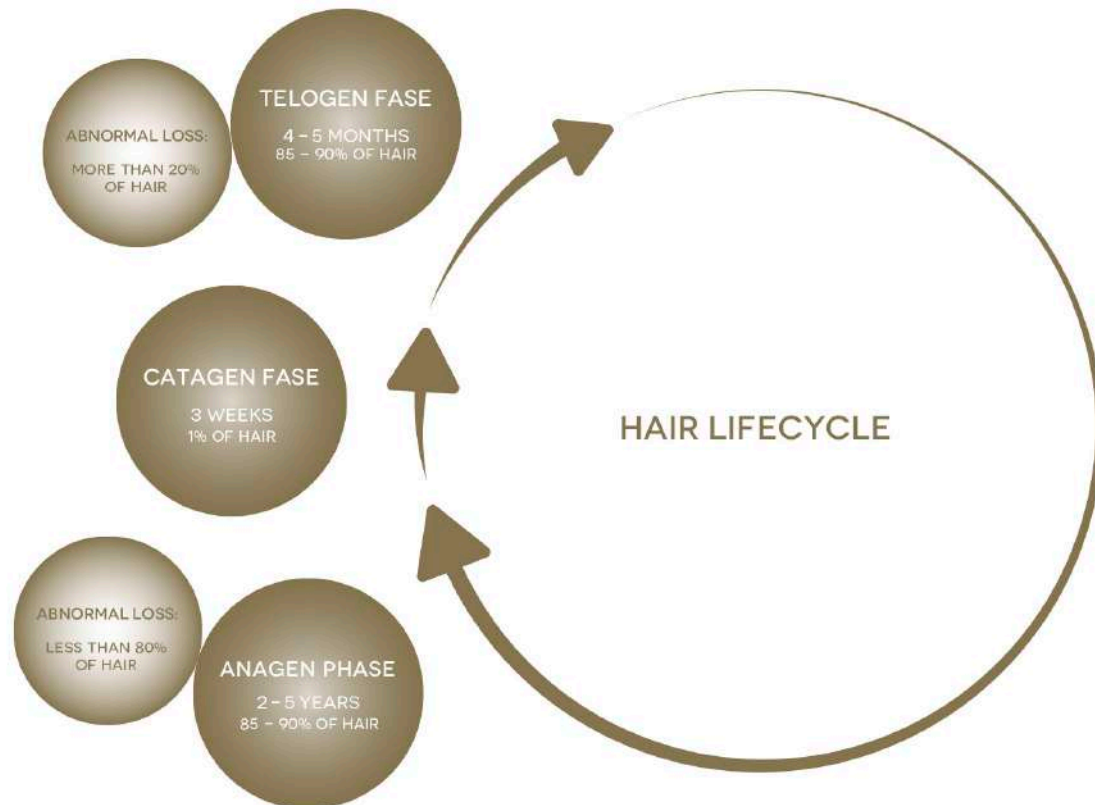 TELOGEN FASE
4 – 5 MONTHS
85 – 90% OF HAIR
ABNORMAL LOSS:
MORE THAN 20%
OF HAIR
CATAGEN FASE
3 WEEKS
1% OF HAIR
HAIR LIFECYCLE
ABNORMAL LOSS:
LESS THAN 80%
OF HAIR
ANAGEN PHASE
2 – 5 YEARS
85 – 90% OF HAIR